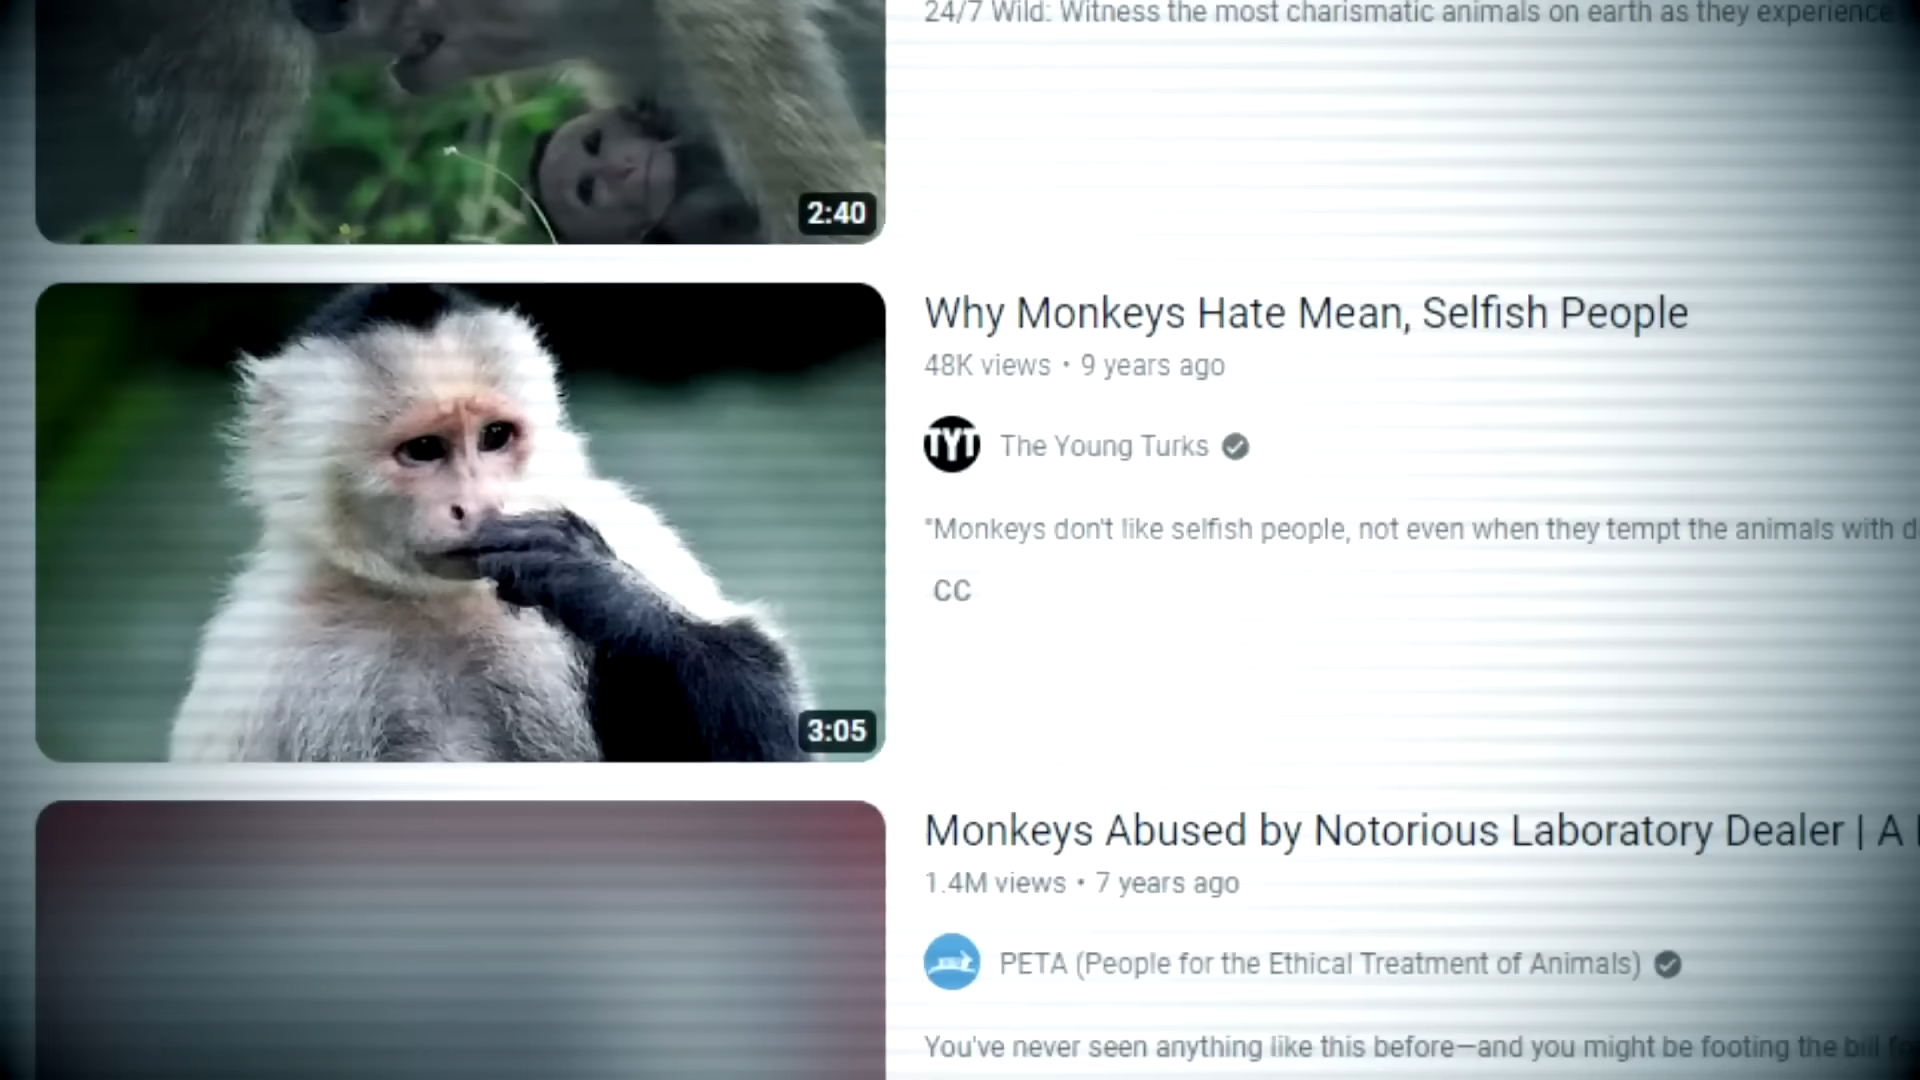 24/7 Wild: Witness the most charismatic animals on earth as they experience
2:40
Why Monkeys Hate Mean, Selfish People
48K views • 9 years ago
TYT The Young Turks
"Monkeys don't like selfish people, not even when they tempt the animals with d
CC
3:05
Monkeys Abused by Notorious Laboratory Dealer | A
1.4M views • 7 years ago
PETA (People for the Ethical Treatment of Animals)
You've never seen anything like this before—and you might be footing the bill